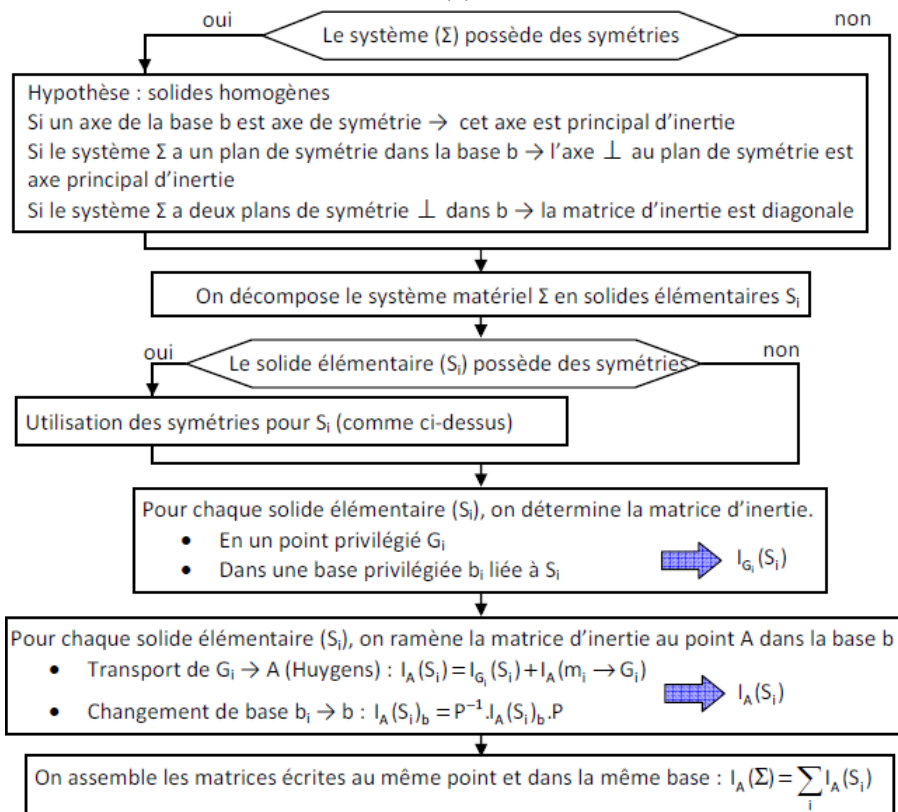 oui
non
Le système (Σ) possède des symétries
Hypothèse : solides homogènes
Si un axe de la base b est axe de symétrie → cet axe est principal d’inertie
Si le système Σ a un plan de symétrie dans la base b → l’axe ⊥ au plan de symétrie est
axe principal d’inertie
Si le système Σ a deux plans de symétrie ⊥ dans b → la matrice d’inertie est diagonale
On décompose le système matériel Σ en solides élémentaires Sᵢ
oui
non
Le solide élémentaire (Sᵢ) possède des symétries
Utilisation des symétries pour Sᵢ (comme ci-dessus)
Pour chaque solide élémentaire (Sᵢ), on détermine la matrice d’inertie.
• En un point privilégié Gᵢ
• Dans une base privilégiée bᵢ liée à Sᵢ
I_{Gᵢ}(Sᵢ)
Pour chaque solide élémentaire (Sᵢ), on ramène la matrice d’inertie au point A dans la base b
• Transport de Gᵢ → A (Huygens) : I_A(Sᵢ) = I_{Gᵢ}(Sᵢ) + I_A(mᵢ → Gᵢ)
• Changement de base bᵢ → b : I_A(Sᵢ)_b = P⁻¹.I_A(Sᵢ)_b.P
I_A(Sᵢ)
On assemble les matrices écrites au même point et dans la même base : I_A(Σ) = ∑_i I_A(Sᵢ)